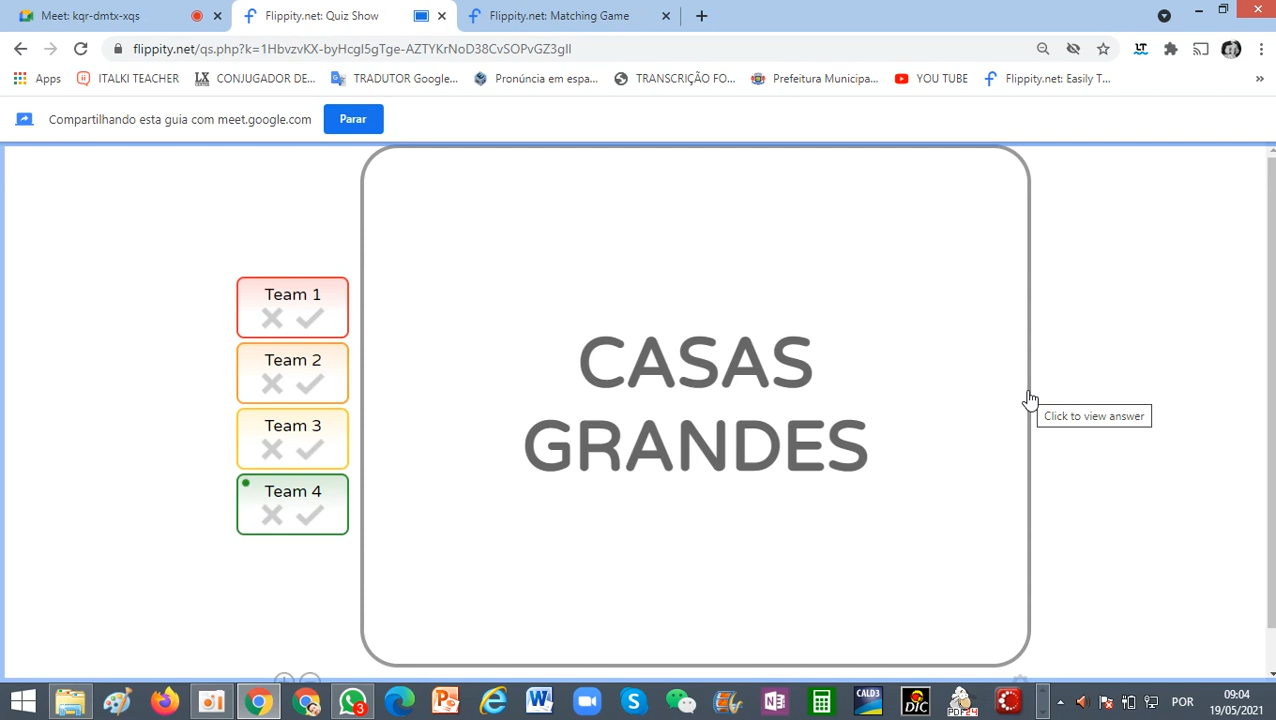 Meet: kqr-dmtx-xqs
Flippity.net: Quiz Show
Flippity.net: Matching Game
flippity.net/qs.php?k=1HbvzvKX-byHcgI5gTge-AZTYKrNoD38CvSOPvGZ3gII
Apps
ITALKI TEACHER
CONJUGADOR DE...
TRADUTOR Google...
Pronúncia em espa...
TRANSCRIÇÃO FO...
Prefeitura Municipa...
YOU TUBE
Flippity.net: Easily T...
»
Compartilhando esta guia com meet.google.com
Parar
Team 1
Team 2
Team 3
Team 4
CASAS
GRANDES
Click to view answer
POR
09:04
19/05/2021